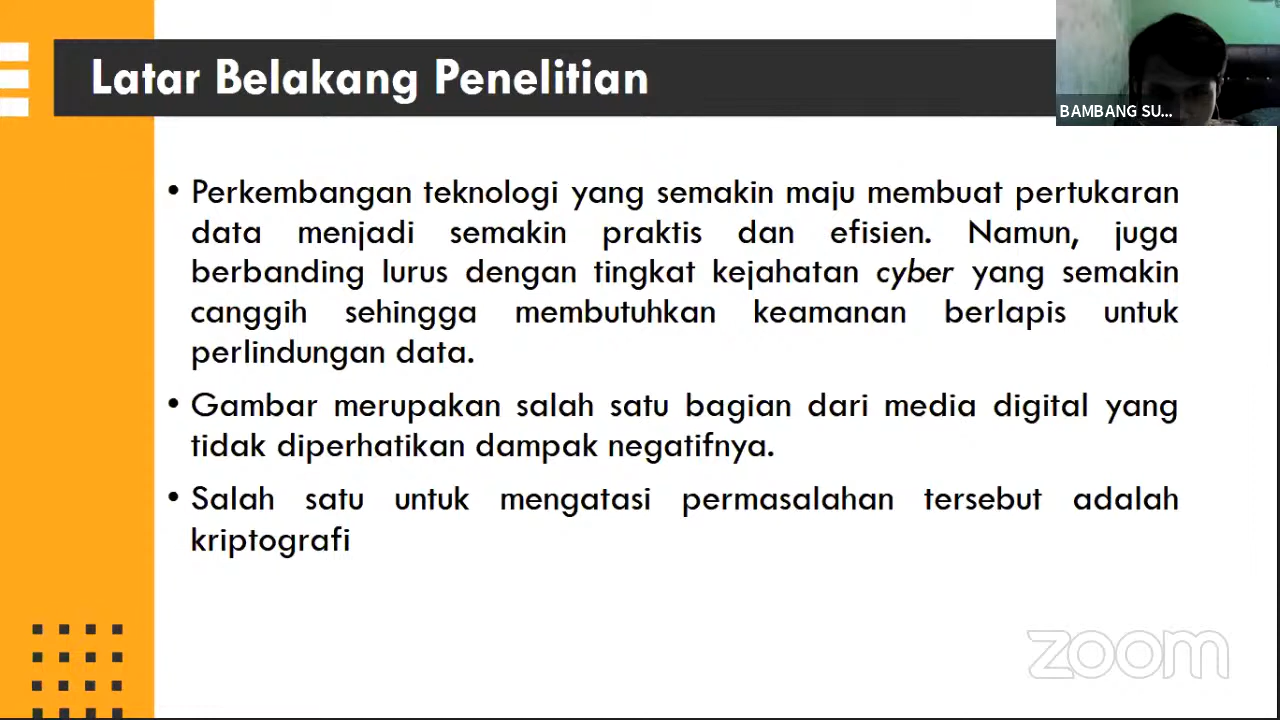 Latar Belakang Penelitian
BAMBANG SU...
• Perkembangan teknologi yang semakin maju membuat pertukaran
data menjadi semakin praktis dan efisien. Namun, juga
berbanding lurus dengan tingkat kejahatan cyber yang semakin
canggih sehingga membutuhkan keamanan berlapis untuk
perlindungan data.
• Gambar merupakan salah satu bagian dari media digital yang
tidak diperhatikan dampak negatifnya.
• Salah satu untuk mengatasi permasalahan tersebut adalah
kriptografi
zoom